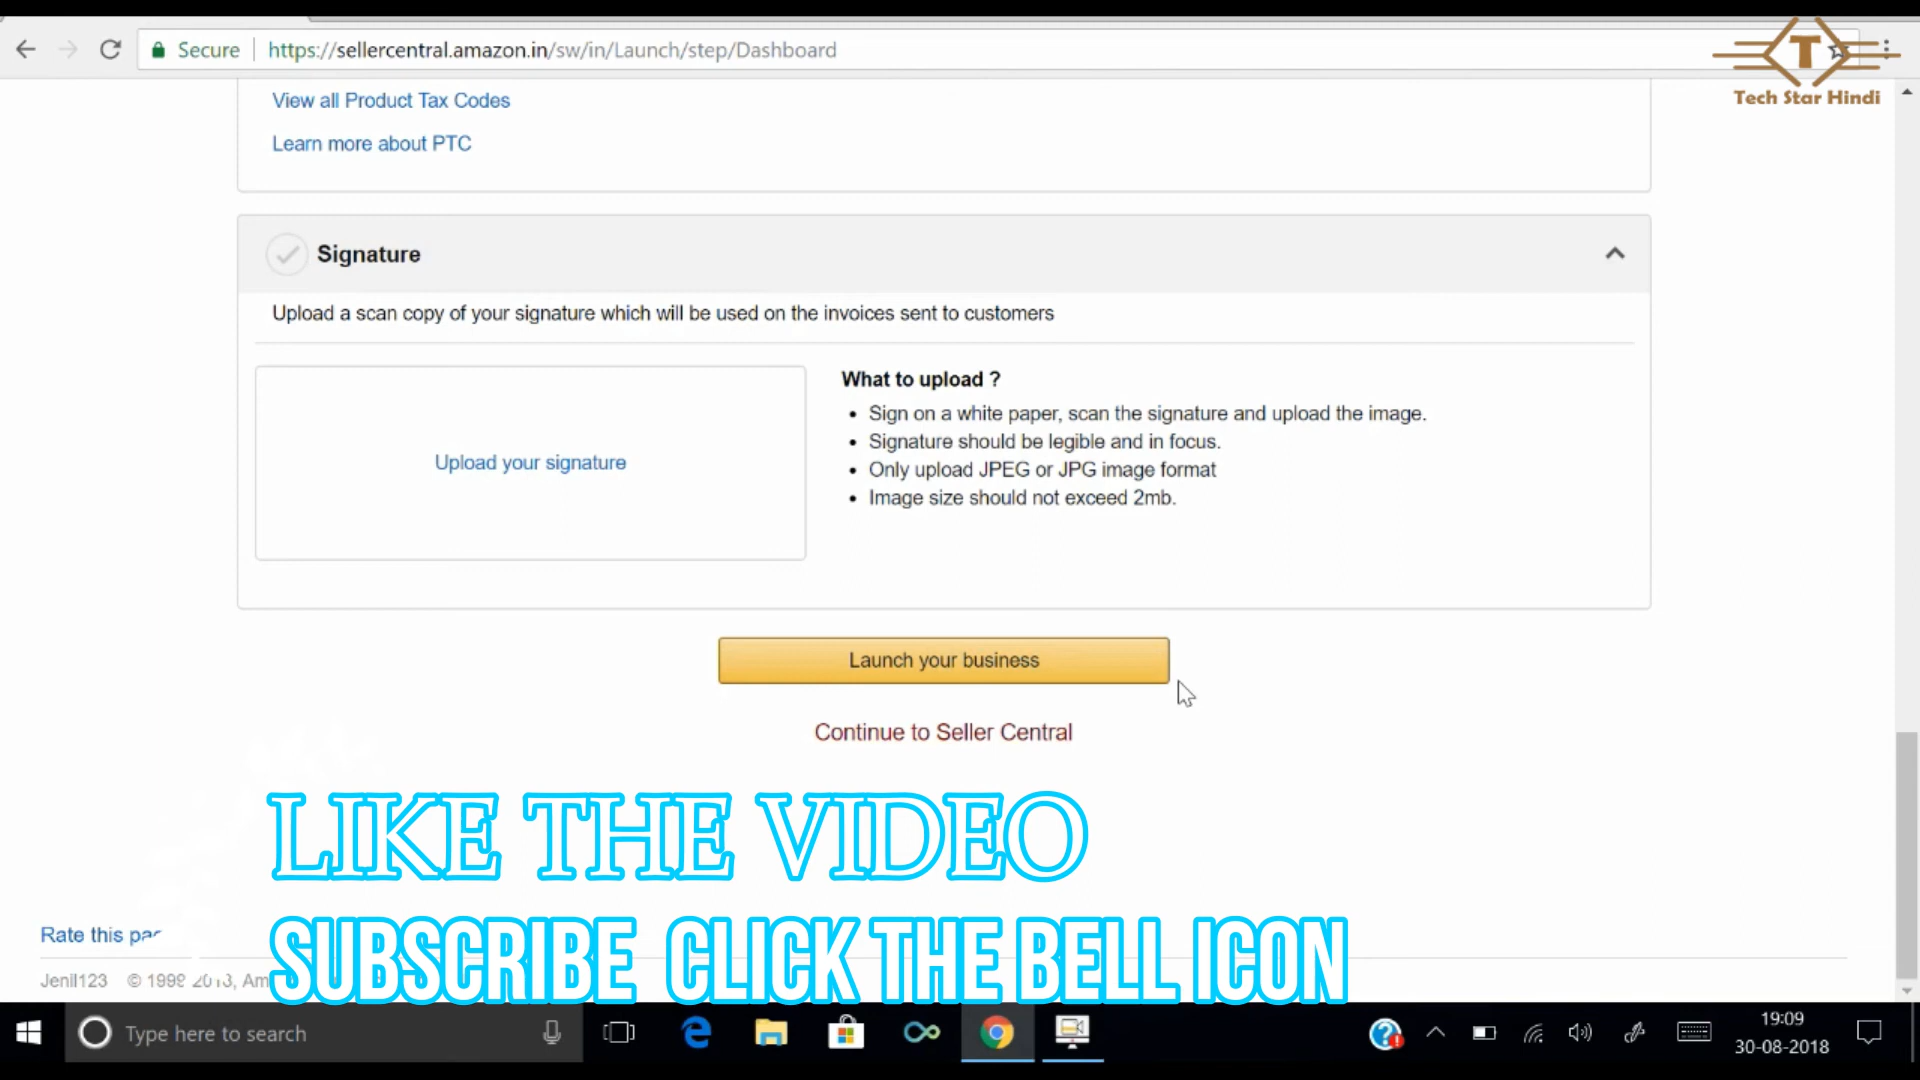 Secure
https://sellercentral.amazon.in/sw/in/Launch/step/Dashboard
T
Tech Star Hindi
View all Product Tax Codes
Learn more about PTC
Signature
Upload a scan copy of your signature which will be used on the invoices sent to customers
Upload your signature
What to upload ?
• Sign on a white paper, scan the signature and upload the image.
• Signature should be legible and in focus.
• Only upload JPEG or JPG image format
• Image size should not exceed 2mb.
Launch your business
Continue to Seller Central
LIKE THE VIDEO
SUBSCRIBE CLICK THE BELL ICON
Rate this
Jenil123 © 1999
Type here to search
19:09
30-08-2018